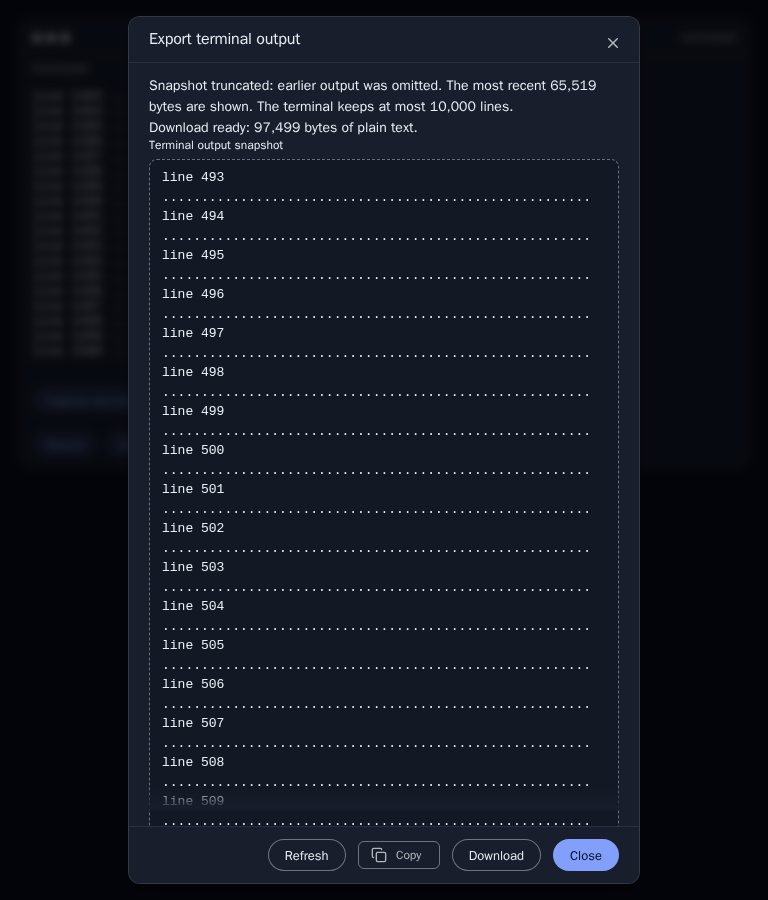 Export terminal output
Snapshot truncated: earlier output was omitted. The most recent 65,519
bytes are shown. The terminal keeps at most 10,000 lines.
Download ready: 97,499 bytes of plain text.
Terminal output snapshot
line 493
.......................................................
line 494
.......................................................
line 495
.......................................................
line 496
.......................................................
line 497
.......................................................
line 498
.......................................................
line 499
.......................................................
line 500
.......................................................
line 501
.......................................................
line 502
.......................................................
line 503
.......................................................
line 504
.......................................................
line 505
.......................................................
line 506
.......................................................
line 507
.......................................................
line 508
.......................................................
line 509
.......................................................
Refresh
Copy
Download
Close